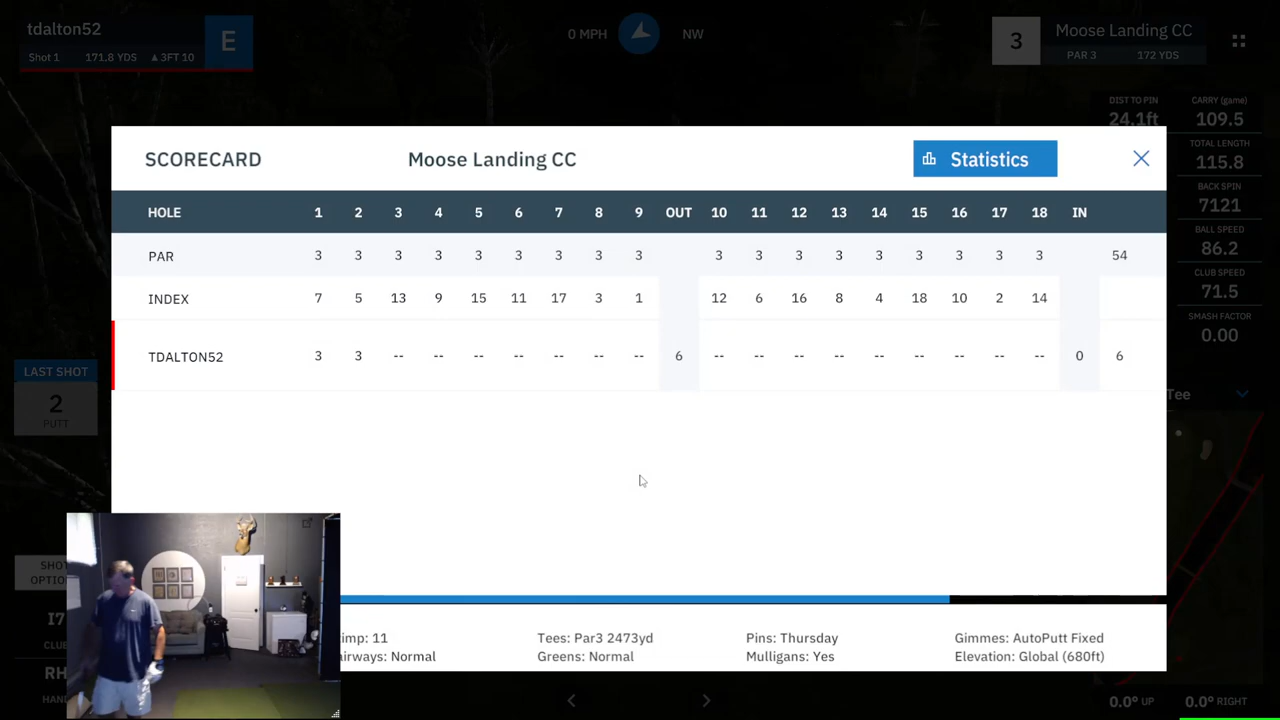 tdalton52
Shot 1 171.8 YDS ▲3FT 10
E
0 MPH NW
3
Moose Landing CC
PAR 3 172 YDS
DIST TO PIN
24.1ft
CARRY (game)
109.5
TOTAL LENGTH
115.8
BACK SPIN
7121
BALL SPEED
86.2
CLUB SPEED
71.5
SMASH FACTOR
0.00
SCORECARD Moose Landing CC Statistics
HOLE 1 2 3 4 5 6 7 8 9 OUT 10 11 12 13 14 15 16 17 18 IN
PAR 3 3 3 3 3 3 3 3 3 3 3 3 3 3 3 3 3 3 54
INDEX 7 5 13 9 15 11 17 3 1 12 6 16 8 4 18 10 2 14
TDALTON52 3 3 -- -- -- -- -- -- -- 6 -- -- -- -- -- -- -- -- -- 0 6
LAST SHOT
2
PUTT
Tee
SHO
OPTIO
I7
CLU
RH
HAN
imp: 11 Tees: Par3 2473yd Pins: Thursday Gimmes: AutoPutt Fixed
airways: Normal Greens: Normal Mulligans: Yes Elevation: Global (680ft)
0.0° UP 0.0° RIGHT